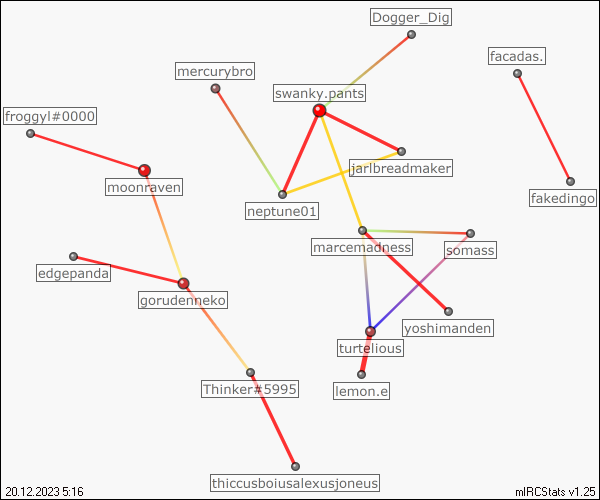 Dogger_Dig
facadas.
mercurybro
swanky.pants
froggyl#0000
jarlbreadmaker
moonraven
fakedingo
neptune01
marcemadness
somass
edgepanda
gorudenneko
yoshimanden
turtelious
Thinker#5995
lemon.e
thiccusboiusalexusjoneus
20.12.2023 5:16
mIRCStats v1.25